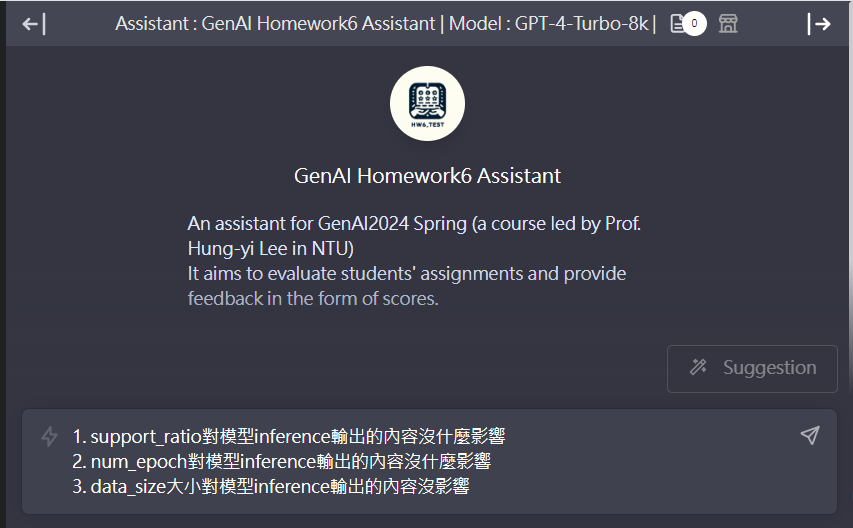 Assistant : GenAI Homework6 Assistant | Model : GPT-4-Turbo-8k | 0
HW6_TEST
GenAI Homework6 Assistant
An assistant for GenAI2024 Spring (a course led by Prof.
Hung-yi Lee in NTU)
It aims to evaluate students' assignments and provide
feedback in the form of scores.
Suggestion
1. support_ratio對模型inference輸出的內容沒什麼影響
2. num_epoch對模型inference輸出的內容沒什麼影響
3. data_size大小對模型inference輸出的內容沒影響